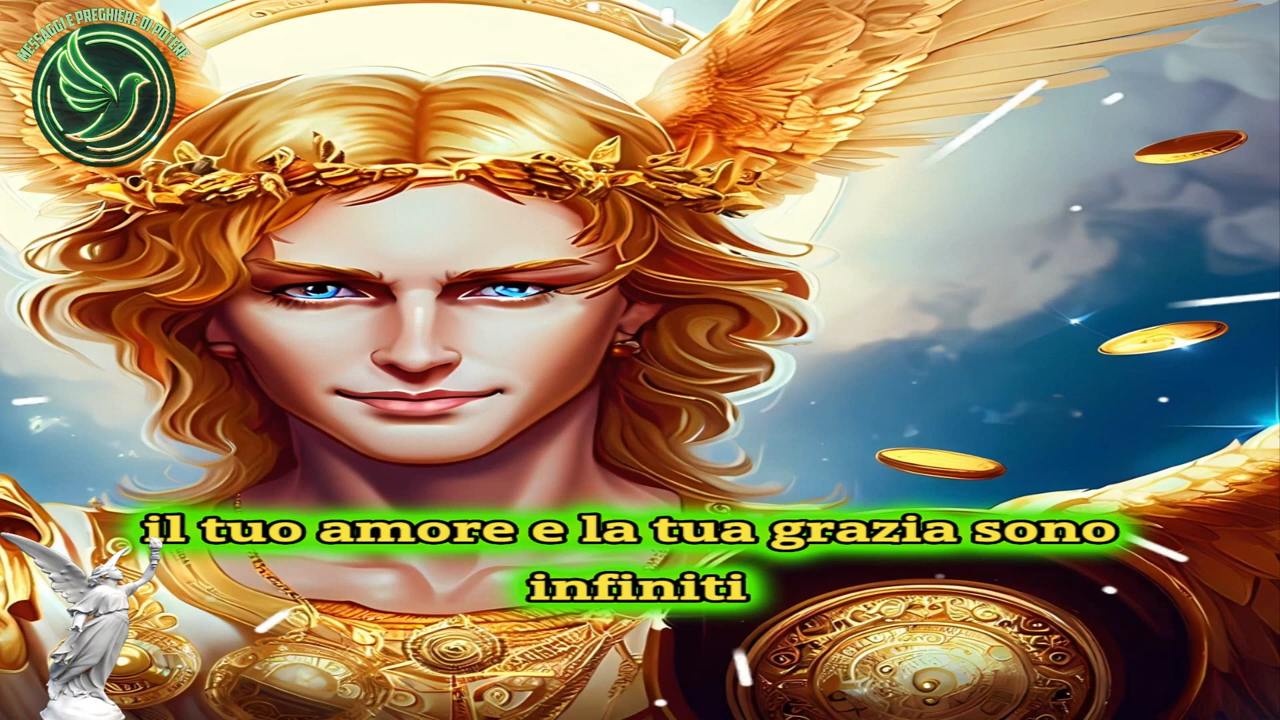 MESSAGGI E PREGHIERE DI POTERE
il tuo amore e la tua grazia sono
infiniti